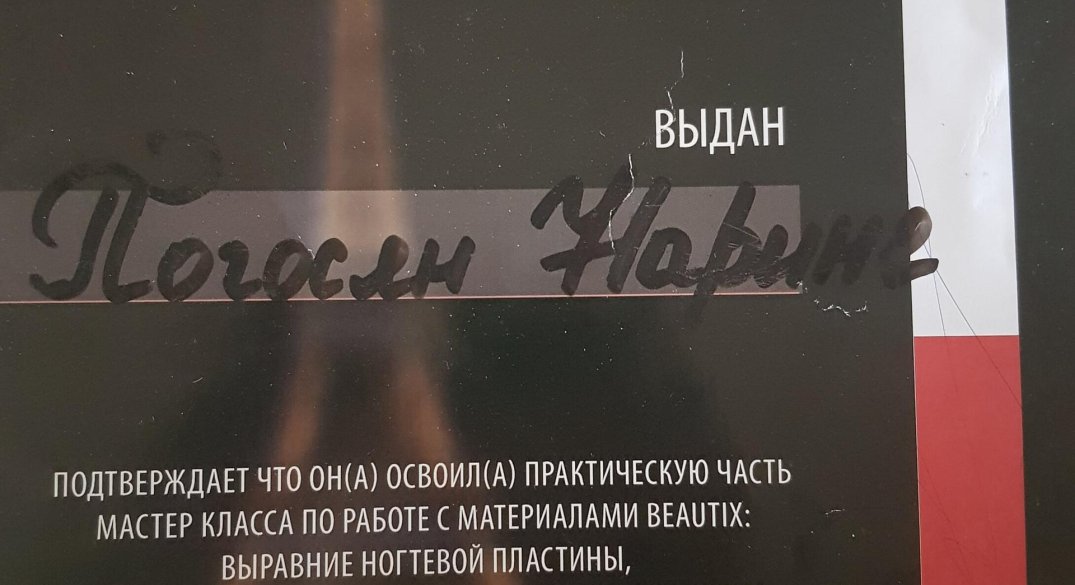 ВЫДАН
Погосян Нарине
ПОДТВЕРЖДАЕТ ЧТО ОН(А) ОСВОИЛ(А) ПРАКТИЧЕСКУЮ ЧАСТЬ
МАСТЕР КЛАССА ПО РАБОТЕ С МАТЕРИАЛАМИ BEAUTIX:
ВЫРАВНИЕ НОГТЕВОЙ ПЛАСТИНЫ,